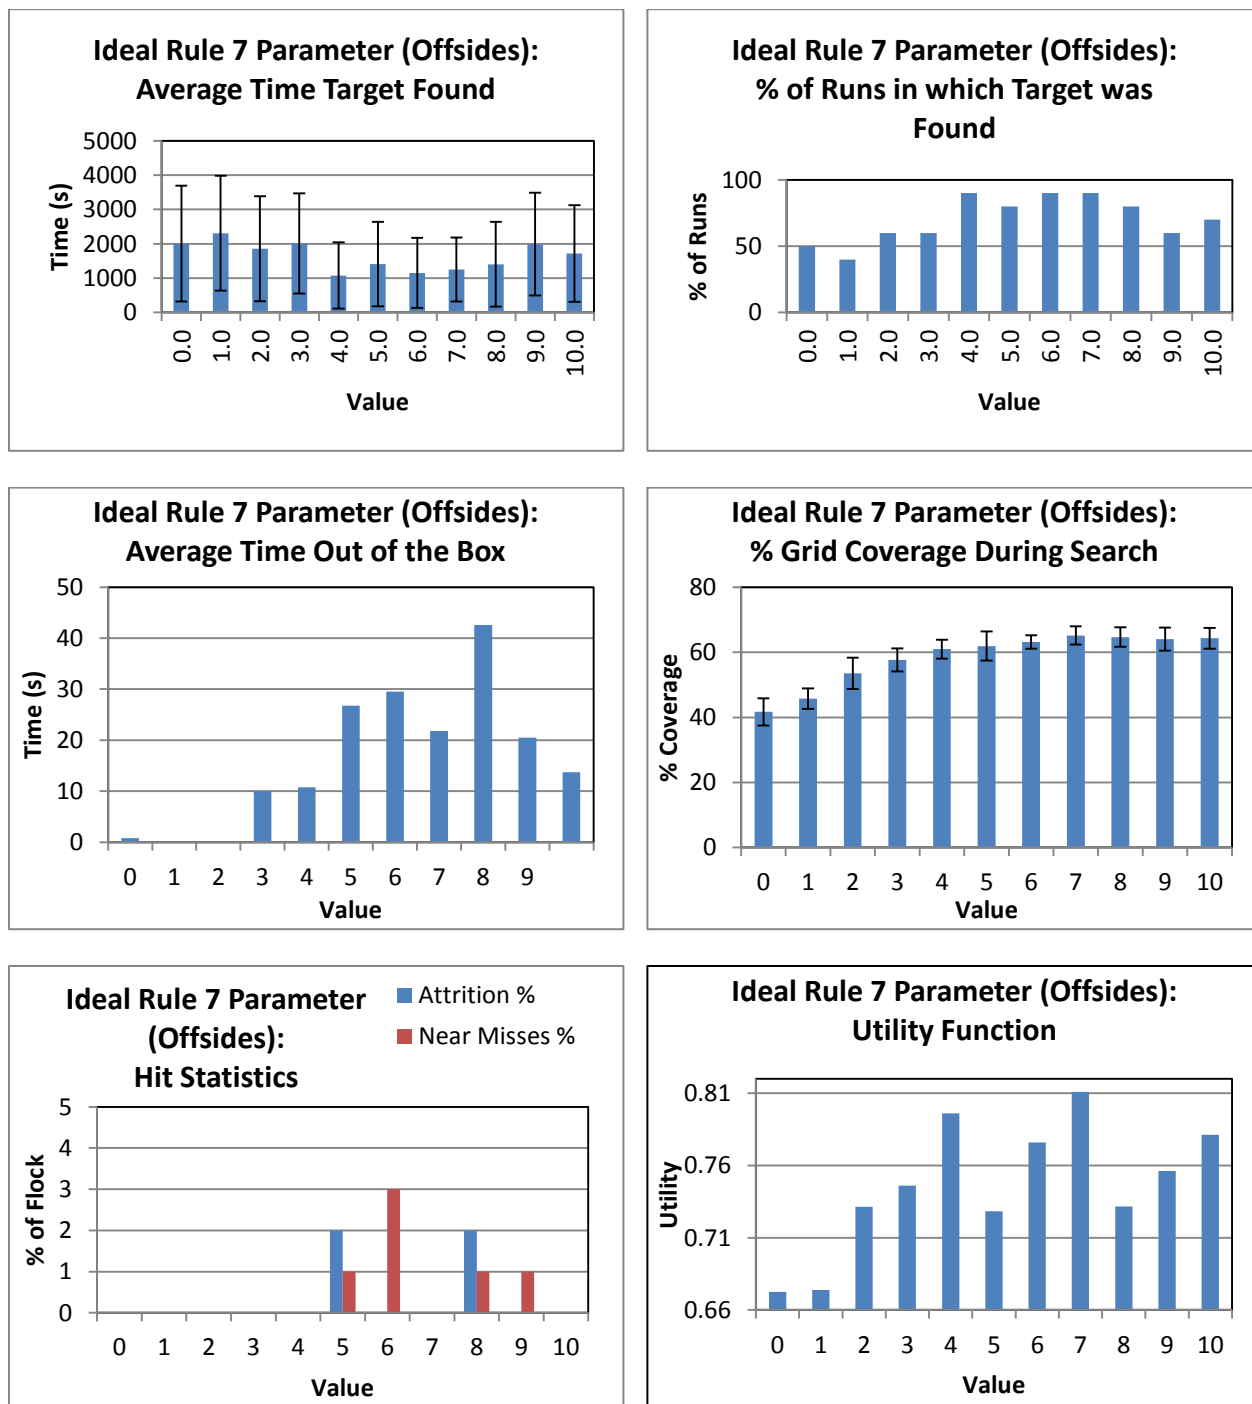 Ideal Rule 7 Parameter (Offsides):
Average Time Target Found
5000
4000
3000
2000
1000
0
Time (s)
0.0
1.0
2.0
3.0
4.0
5.0
6.0
7.0
8.0
9.0
10.0
Value
Ideal Rule 7 Parameter (Offsides):
% of Runs in which Target was
Found
100
50
0
% of Runs
0.0
1.0
2.0
3.0
4.0
5.0
6.0
7.0
8.0
9.0
10.0
Value
Ideal Rule 7 Parameter (Offsides):
Average Time Out of the Box
50
40
30
20
10
0
Time (s)
0 1 2 3 4 5 6 7 8 9
Value
Ideal Rule 7 Parameter (Offsides):
% Grid Coverage During Search
80
60
40
20
0
% Coverage
0 1 2 3 4 5 6 7 8 9 10
Value
Ideal Rule 7 Parameter
(Offsides):
Hit Statistics
Attrition %
Near Misses %
5
4
3
2
1
0
% of Flock
0 1 2 3 4 5 6 7 8 9 10
Value
Ideal Rule 7 Parameter (Offsides):
Utility Function
0.81
0.76
0.71
0.66
Utility
0 1 2 3 4 5 6 7 8 9 10
Value